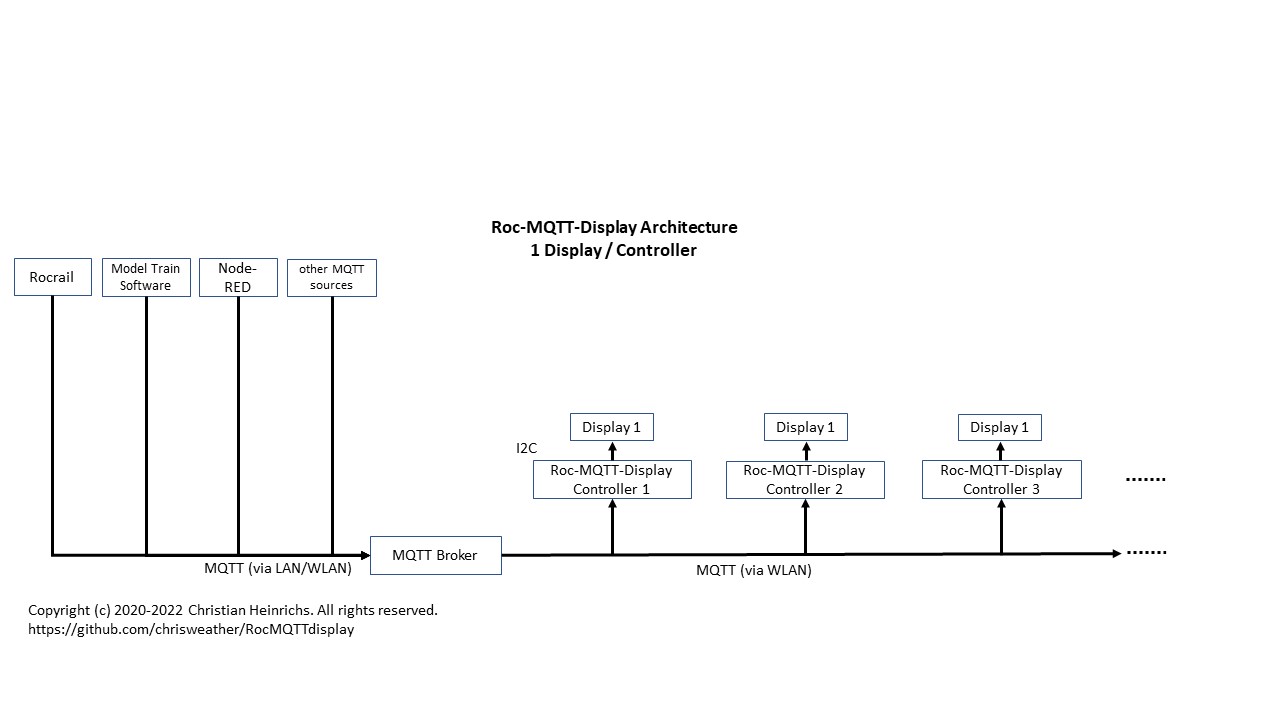 Roc-MQTT-Display Architecture
1 Display / Controller
Rocrail
Model Train
Software
Node-
RED
other MQTT
sources
Display 1
Display 1
Display 1
I2C
Roc-MQTT-Display
Controller 1
Roc-MQTT-Display
Controller 2
Roc-MQTT-Display
Controller 3
.......
MQTT Broker
.......
MQTT (via LAN/WLAN)
MQTT (via WLAN)
Copyright (c) 2020-2022 Christian Heinrichs. All rights reserved.
https://github.com/chrisweather/RocMQTTdisplay